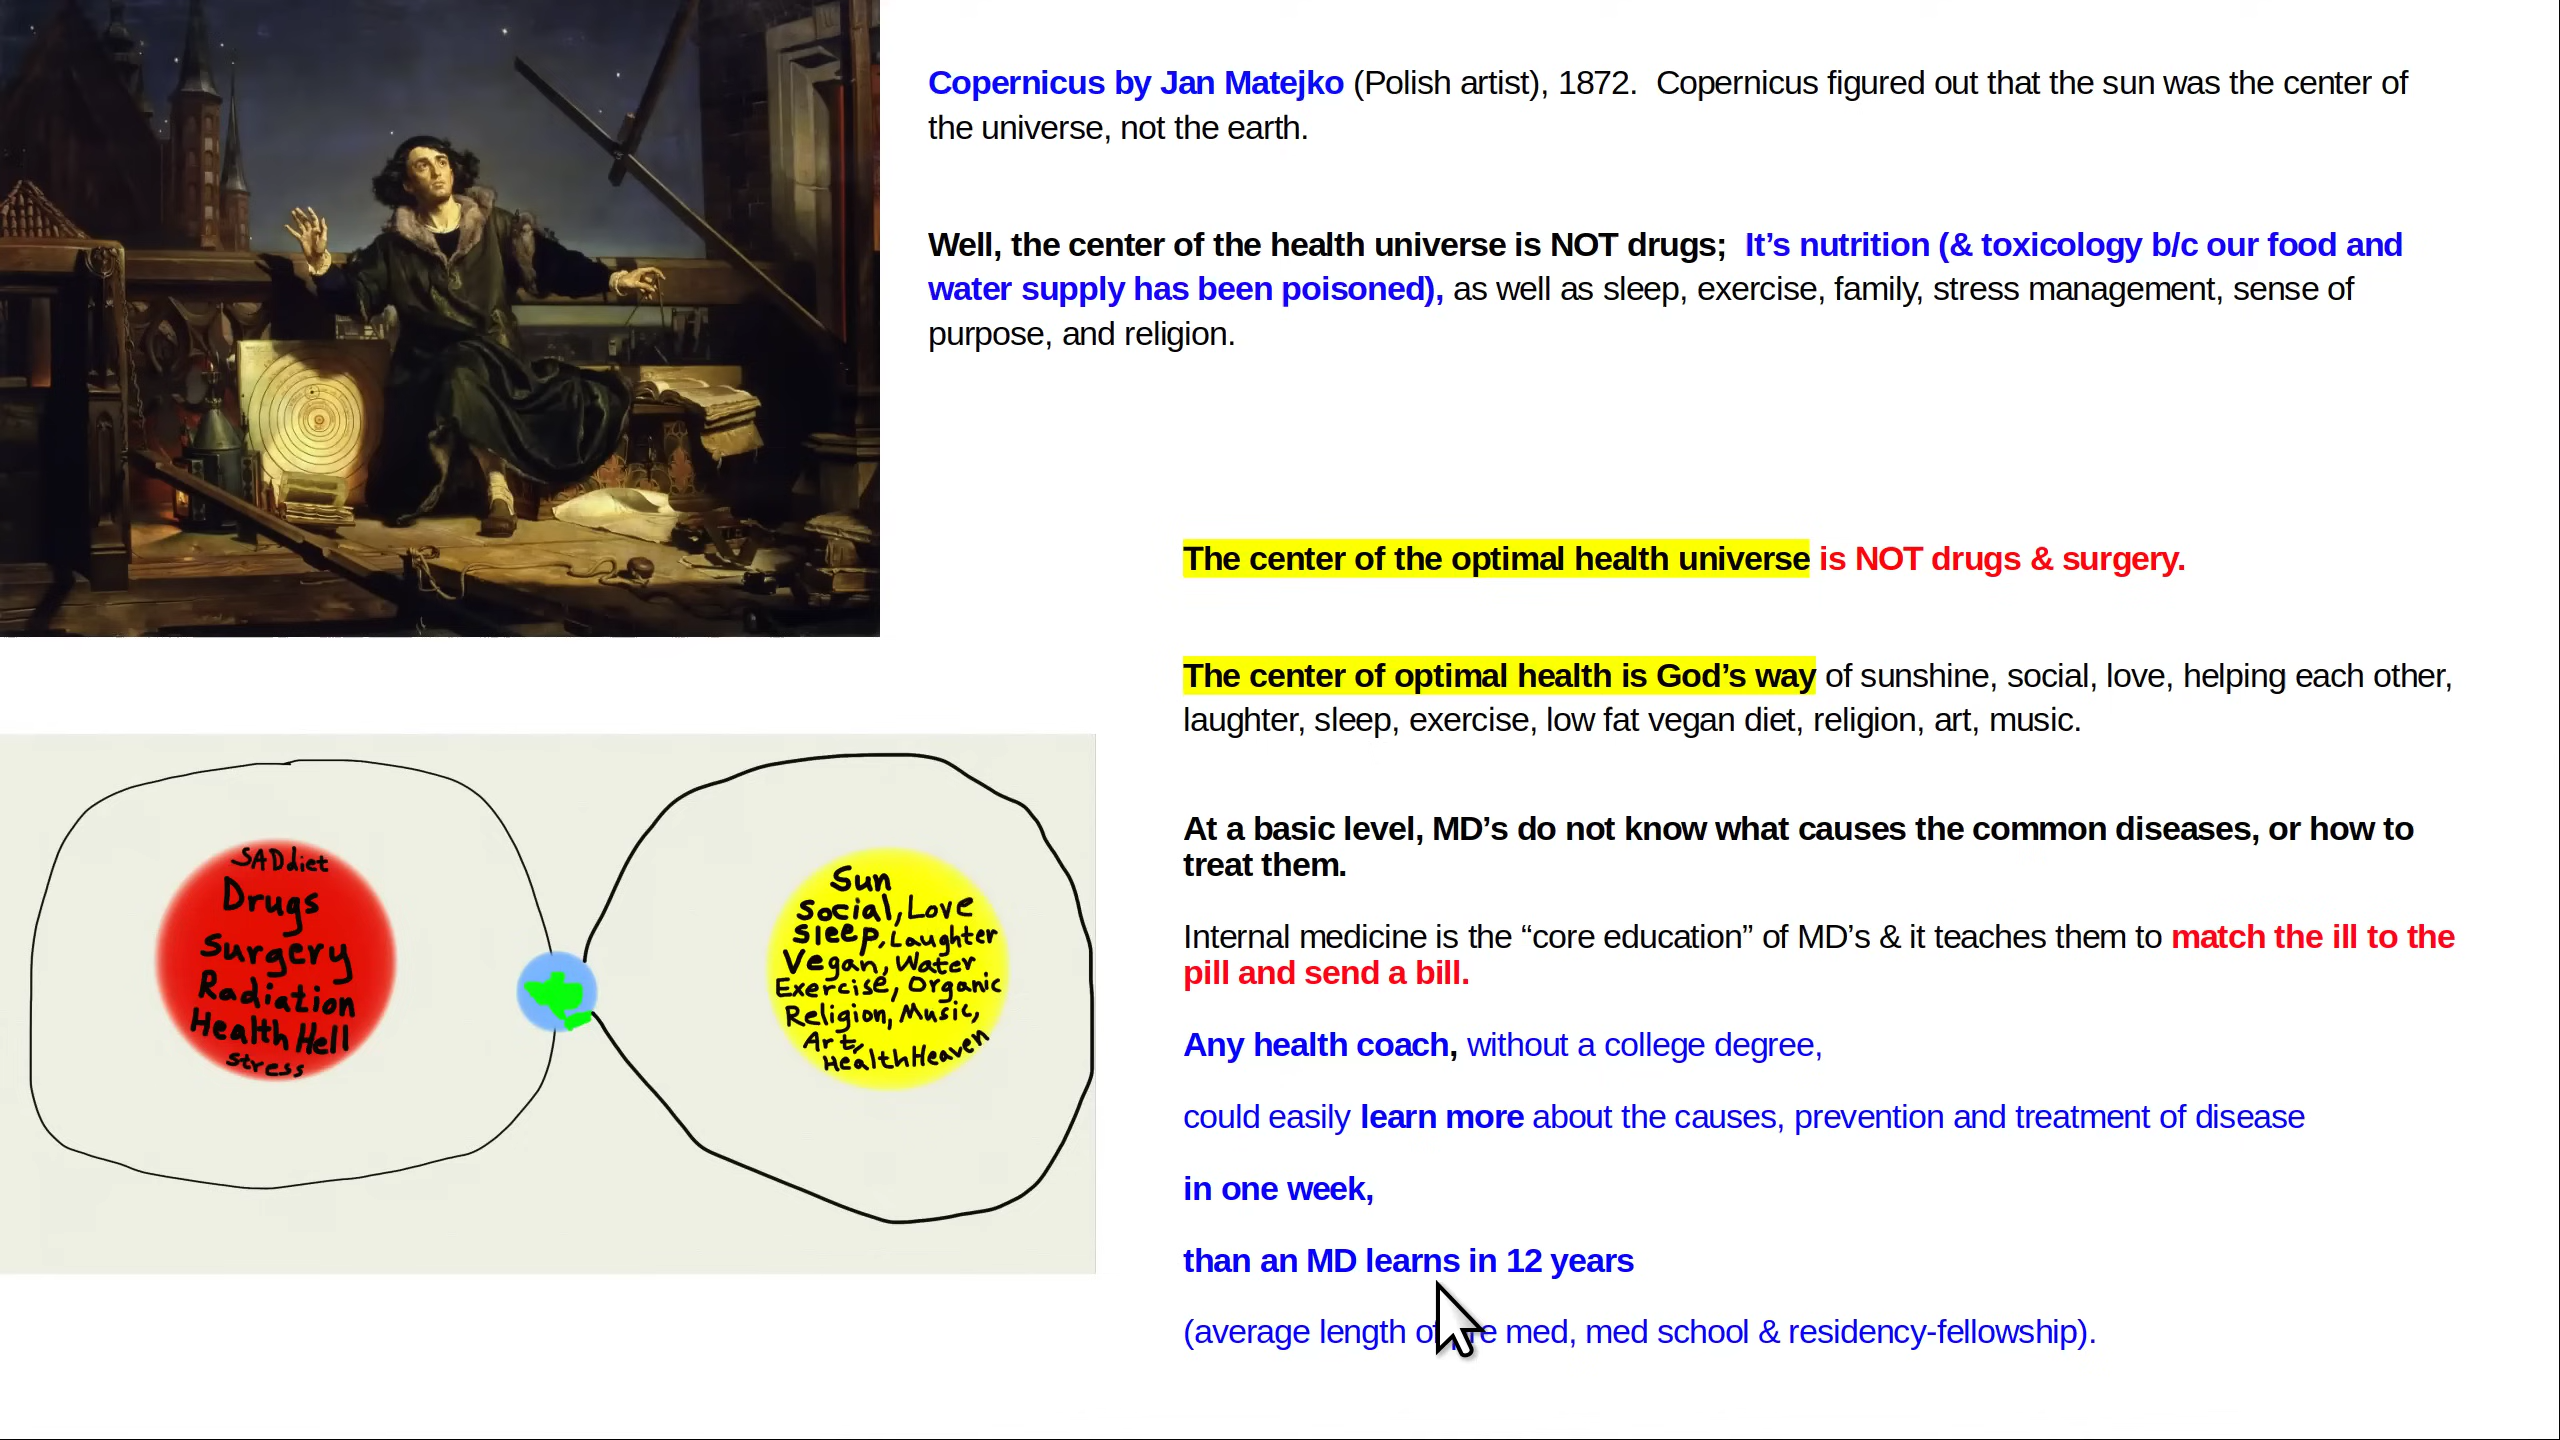 Copernicus by Jan Matejko (Polish artist), 1872.  Copernicus figured out that the sun was the center of
the universe, not the earth.
Well, the center of the health universe is NOT drugs;  It’s nutrition (& toxicology b/c our food and
water supply has been poisoned), as well as sleep, exercise, family, stress management, sense of
purpose, and religion.
The center of the optimal health universe is NOT drugs & surgery.
The center of optimal health is God’s way of sunshine, social, love, helping each other,
laughter, sleep, exercise, low fat vegan diet, religion, art, music.
At a basic level, MD’s do not know what causes the common diseases, or how to
treat them.
Internal medicine is the “core education” of MD’s & it teaches them to match the ill to the
pill and send a bill.
Any health coach, without a college degree,
could easily learn more about the causes, prevention and treatment of disease
in one week,
than an MD learns in 12 years
(average length of pre med, med school & residency-fellowship).
SAD diet
Drugs
Surgery
Radiation
Health Hell
stress
Sun
Social, Love
Sleep, Laughter
Vegan, Water
Exercise, Organic
Religion, Music,
Art,
Health Heaven